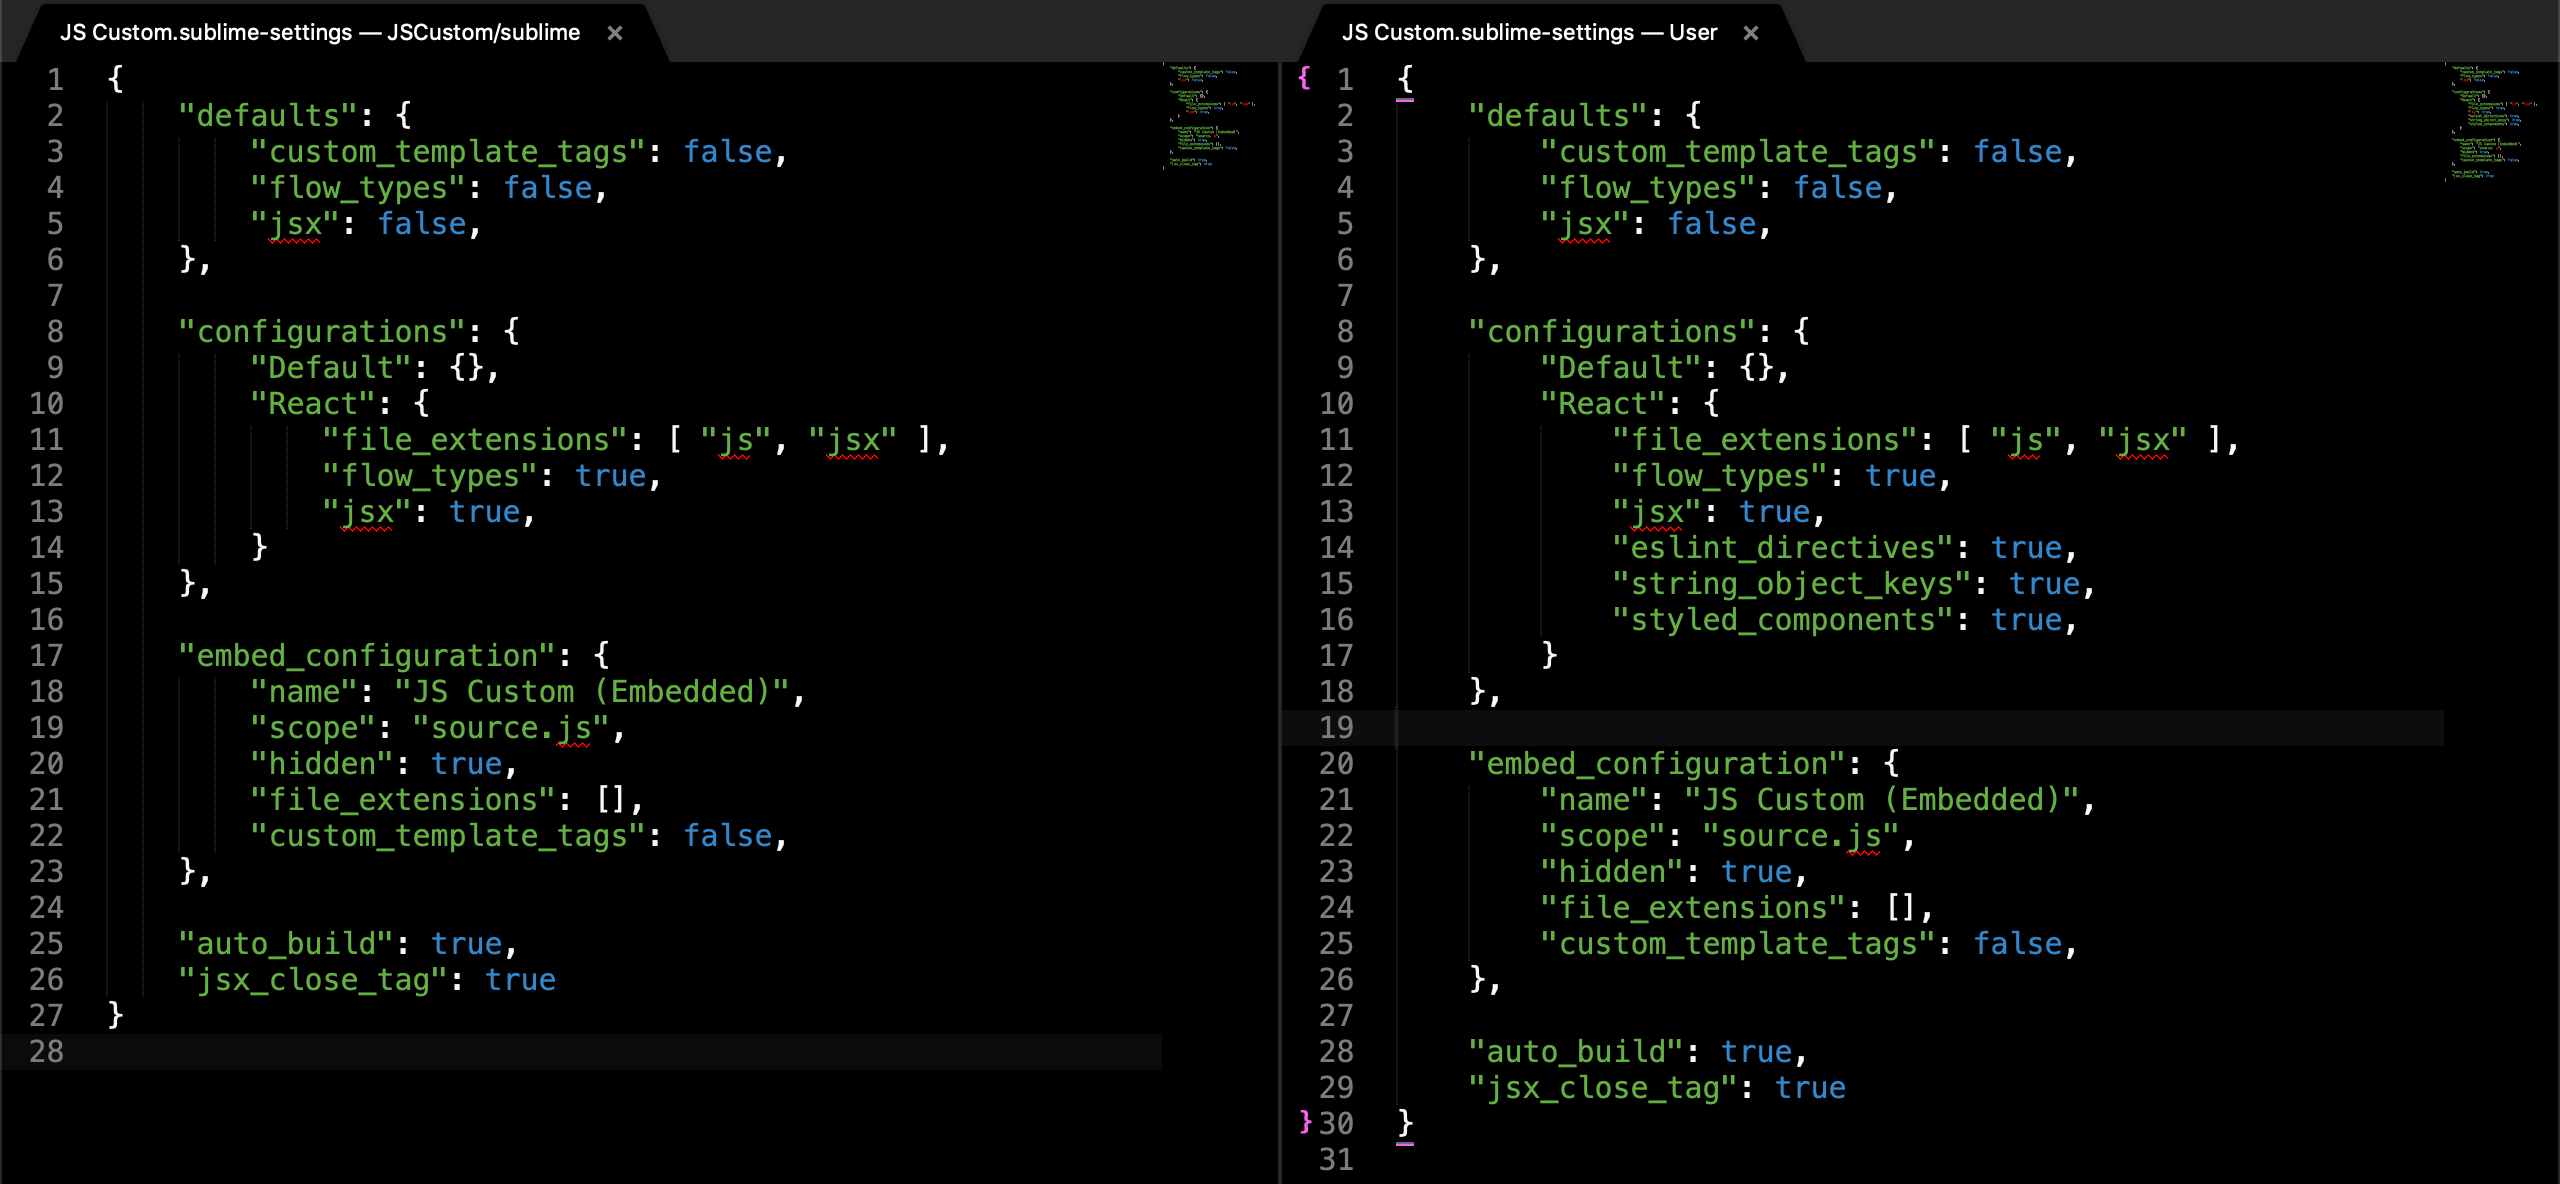 JS Custom.sublime-settings — JSCustom/sublime ×
1 {
2 "defaults": {
3 "custom_template_tags": false,
4 "flow_types": false,
5 "jsx": false,
6 },
7
8 "configurations": {
9 "Default": {},
10 "React": {
11 "file_extensions": [ "js", "jsx" ],
12 "flow_types": true,
13 "jsx": true,
14 }
15 },
16
17 "embed_configuration": {
18 "name": "JS Custom (Embedded)",
19 "scope": "source.js",
20 "hidden": true,
21 "file_extensions": [],
22 "custom_template_tags": false,
23 },
24
25 "auto_build": true,
26 "jsx_close_tag": true
27 }
28
JS Custom.sublime-settings — User ×
{ 1 {
2 "defaults": {
3 "custom_template_tags": false,
4 "flow_types": false,
5 "jsx": false,
6 },
7
8 "configurations": {
9 "Default": {},
10 "React": {
11 "file_extensions": [ "js", "jsx" ],
12 "flow_types": true,
13 "jsx": true,
14 "eslint_directives": true,
15 "string_object_keys": true,
16 "styled_components": true,
17 }
18 },
19
20 "embed_configuration": {
21 "name": "JS Custom (Embedded)",
22 "scope": "source.js",
23 "hidden": true,
24 "file_extensions": [],
25 "custom_template_tags": false,
26 },
27
28 "auto_build": true,
29 "jsx_close_tag": true
} 30 }
31